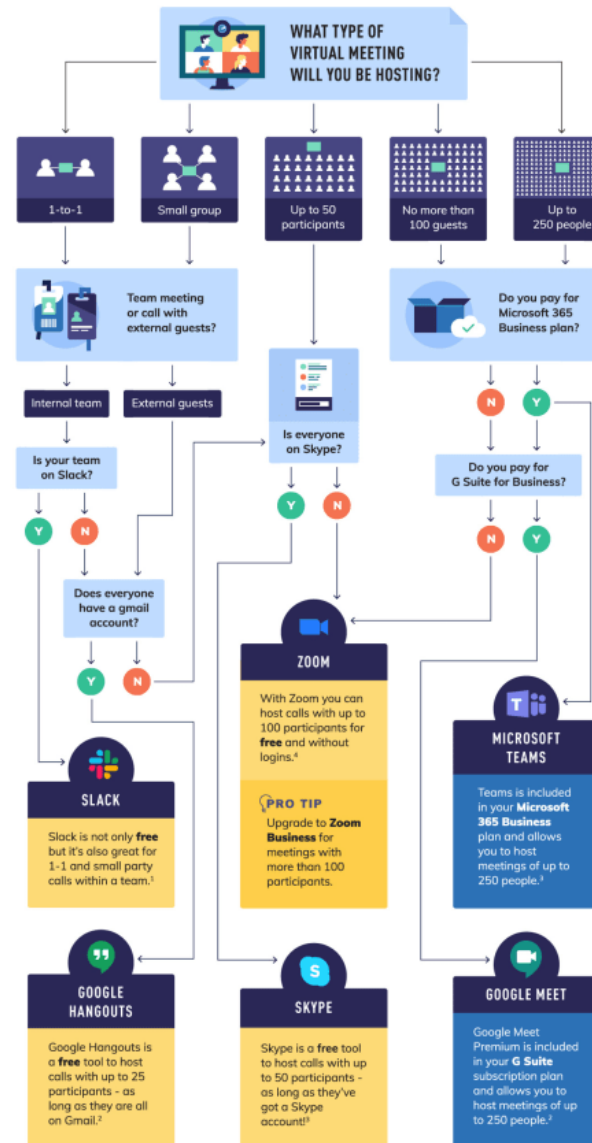 WHAT TYPE OF
VIRTUAL MEETING
WILL YOU BE HOSTING?
1-to-1
Small group
Up to 50
participants
No more than
100 guests
Up to
250 people
Team meeting
or call with
external guests?
Do you pay for
Microsoft 365
Business plan?
Internal team
External guests
Is everyone
on Skype?
N
Y
Is your team
on Slack?
Do you pay for
G Suite for Business?
Y
N
Y
N
N
Y
Does everyone
have a gmail
account?
Y
N
ZOOM
With Zoom you can
host calls with up to
100 participants for
free and without
logins.⁴
PRO TIP
Upgrade to Zoom
Business for
meetings with
more than 100
participants.
T
MICROSOFT
TEAMS
Teams is included
in your Microsoft
365 Business
plan and allows
you to host
meetings of up to
250 people.³
SLACK
Slack is not only free
but it's also great for
1-1 and small party
calls within a team.¹
GOOGLE
HANGOUTS
Google Hangouts is
a free tool to host
calls with up to 25
participants - as
long as they are all
on Gmail.²
S
SKYPE
Skype is a free tool
to host calls with up
to 50 participants -
as long as they've
got a Skype
account!³
GOOGLE MEET
Google Meet
Premium is included
in your G Suite
subscription plan
and allows you to
host meetings of up
to 250 people.²